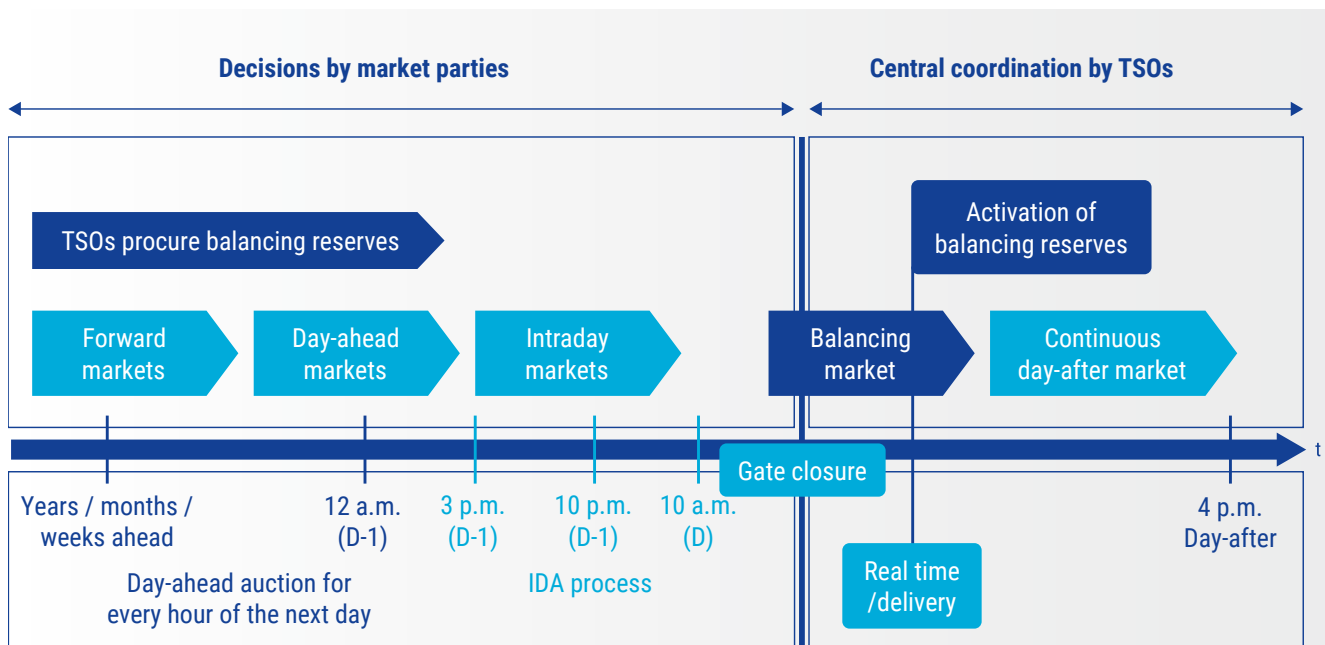 Decisions by market parties
Central coordination by TSOs
TSOs procure balancing reserves
Activation of
balancing reserves
Forward
markets
Day-ahead
markets
Intraday
markets
Balancing
market
Continuous
day-after market
t
Gate closure
Years / months /
weeks ahead
12 a.m.
(D-1)
3 p.m.
(D-1)
10 p.m.
(D-1)
10 a.m.
(D)
4 p.m.
Day-after
Day-ahead auction for
every hour of the next day
IDA process
Real time
/delivery